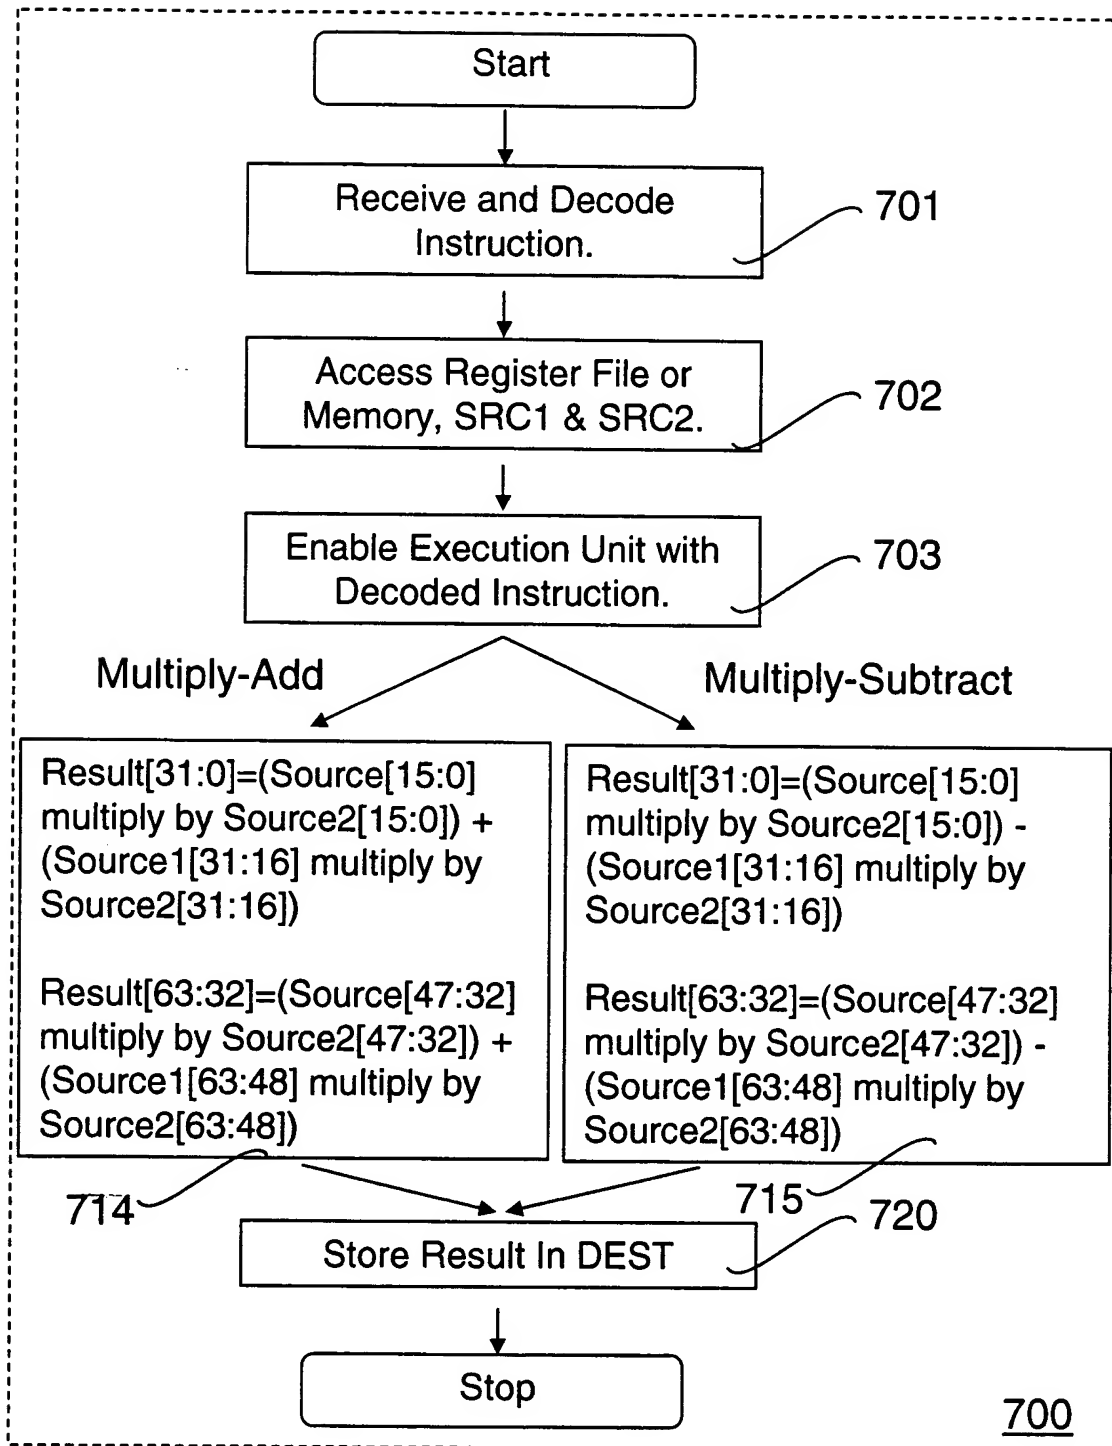 Start
Receive and Decode
Instruction.
701
Access Register File or
Memory, SRC1 & SRC2.
702
Enable Execution Unit with
Decoded Instruction.
703
Multiply-Add
Multiply-Subtract
Result[31:0]=(Source[15:0]
multiply by Source2[15:0]) +
(Source1[31:16] multiply by
Source2[31:16])
Result[63:32]=(Source[47:32]
multiply by Source2[47:32]) +
(Source1[63:48] multiply by
Source2[63:48])
714
Result[31:0]=(Source[15:0]
multiply by Source2[15:0]) -
(Source1[31:16] multiply by
Source2[31:16])
Result[63:32]=(Source[47:32]
multiply by Source2[47:32]) -
(Source1[63:48] multiply by
Source2[63:48])
715
Store Result In DEST
720
Stop
700